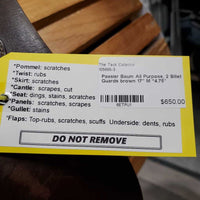 *Pommel: scratches
*Twist: rubs
*Skirt: scratches
*Cantle: scrapes, cut
*Seat: dings, stains, scratches
*Panels: scratches, scrapes
*Gullet: stains
*Flaps: Top-rubs, scratches, scuffs Underside: dents, rubs
The Tack Collector
Passier Baum All Purpose, 2 Billet
Guards brown 17" M "4.75"
$650.00
DO NOT REMOVE